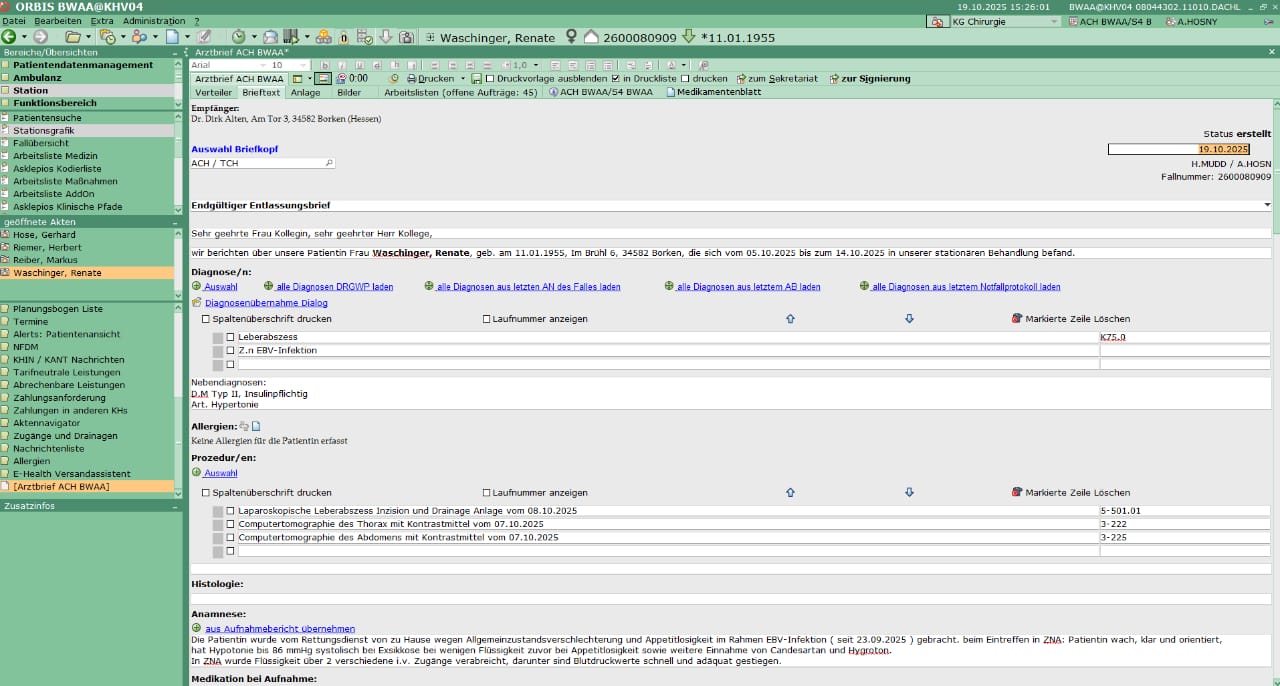 ORBIS BWAA@KHV04
19.10.2025 15:26:01
BWAA@KHV04 08044302.11010.DACHL
Datei Bearbeiten Extra Administration ?
KG Chirurgie
ACH BWAA/S4 B
A.HOSNY
Waschinger, Renate
2600080909
*11.01.1955
Bereiche/Übersichten
Patientendatenmanagement
Ambulanz
Station
Funktionsbereich
Patientensuche
Stationsgrafik
Fallübersicht
Arbeitsliste Medizin
Asklepios Kodierliste
Arbeitsliste Maßnahmen
Arbeitsliste AddOn
Asklepios Klinische Pfade
geöffnete Akten
Hose, Gerhard
Riemer, Herbert
Reiber, Markus
Waschinger, Renate
Planungsbogen Liste
Termine
Alerts: Patientenansicht
NFDM
KHIN / KANT Nachrichten
Tarifneutrale Leistungen
Abrechenbare Leistungen
Zahlungsanforderung
Zahlungen in anderen KHs
Aktennavigator
Zugänge und Drainagen
Nachrichtenliste
Allergien
E-Health Versandassistent
[Arztbrief ACH BWAA]
Zusatzinfos
Arztbrief ACH BWAA*
Arial 10 1,0
Arztbrief ACH BWAA 0:00 Drucken Druckvorlage ausblenden in Druckliste drucken zum Sekretariat zur Signierung
Verteiler Brieftext Anlage Bilder Arbeitslisten (offene Aufträge: 45) ACH BWAA/S4 BWAA Medikamentenblatt
Empfänger:
Dr. Dirk Alten, Am Tor 3, 34582 Borken (Hessen)
Status erstellt
Auswahl Briefkopf
19.10.2025
ACH / TCH
H.MUDD / A.HOSN
Fallnummer: 2600080909
Endgültiger Entlassungsbrief
Sehr geehrte Frau Kollegin, sehr geehrter Herr Kollege,
wir berichten über unsere Patientin Frau Waschinger, Renate, geb. am 11.01.1955, Im Brühl 6, 34582 Borken, die sich vom 05.10.2025 bis zum 14.10.2025 in unserer stationären Behandlung befand.
Diagnose/n:
Auswahl alle Diagnosen DRGWP laden alle Diagnosen aus letzten AN des Falles laden alle Diagnosen aus letztem AB laden alle Diagnosen aus letztem Notfallprotokoll laden
Diagnosenübernahme Dialog
Spaltenüberschrift drucken Laufnummer anzeigen Markierte Zeile Löschen
Leberabszess K75.0
Z.n EBV-Infektion
Nebendiagnosen:
D.M Typ II, Insulinpflichtig
Art. Hypertonie
Allergien:
Keine Allergien für die Patientin erfasst
Prozedur/en:
Auswahl
Spaltenüberschrift drucken Laufnummer anzeigen Markierte Zeile Löschen
Laparoskopische Leberabszess Inzision und Drainage Anlage vom 08.10.2025 5-501.01
Computertomographie des Thorax mit Kontrastmittel vom 07.10.2025 3-222
Computertomographie des Abdomens mit Kontrastmittel vom 07.10.2025 3-225
Histologie:
Anamnese:
aus Aufnahmebericht übernehmen
Die Patientin wurde vom Rettungsdienst von zu Hause wegen Allgemeinzustandsverschlechterung und Appetitlosigkeit im Rahmen EBV-Infektion ( seit 23.09.2025 ) gebracht. beim Eintreffen in ZNA: Patientin wach, klar und orientiert,
hat Hypotonie bis 86 mmHg systolisch bei Exsikkose bei wenigen Flüssigkeit zuvor bei Appetitlosigkeit sowie weitere Einnahme von Candesartan und Hygroton.
In ZNA wurde Flüssigkeit über 2 verschiedene i.v. Zugänge verabreicht, darunter sind Blutdruckwerte schnell und adäquat gestiegen.
Medikation bei Aufnahme: